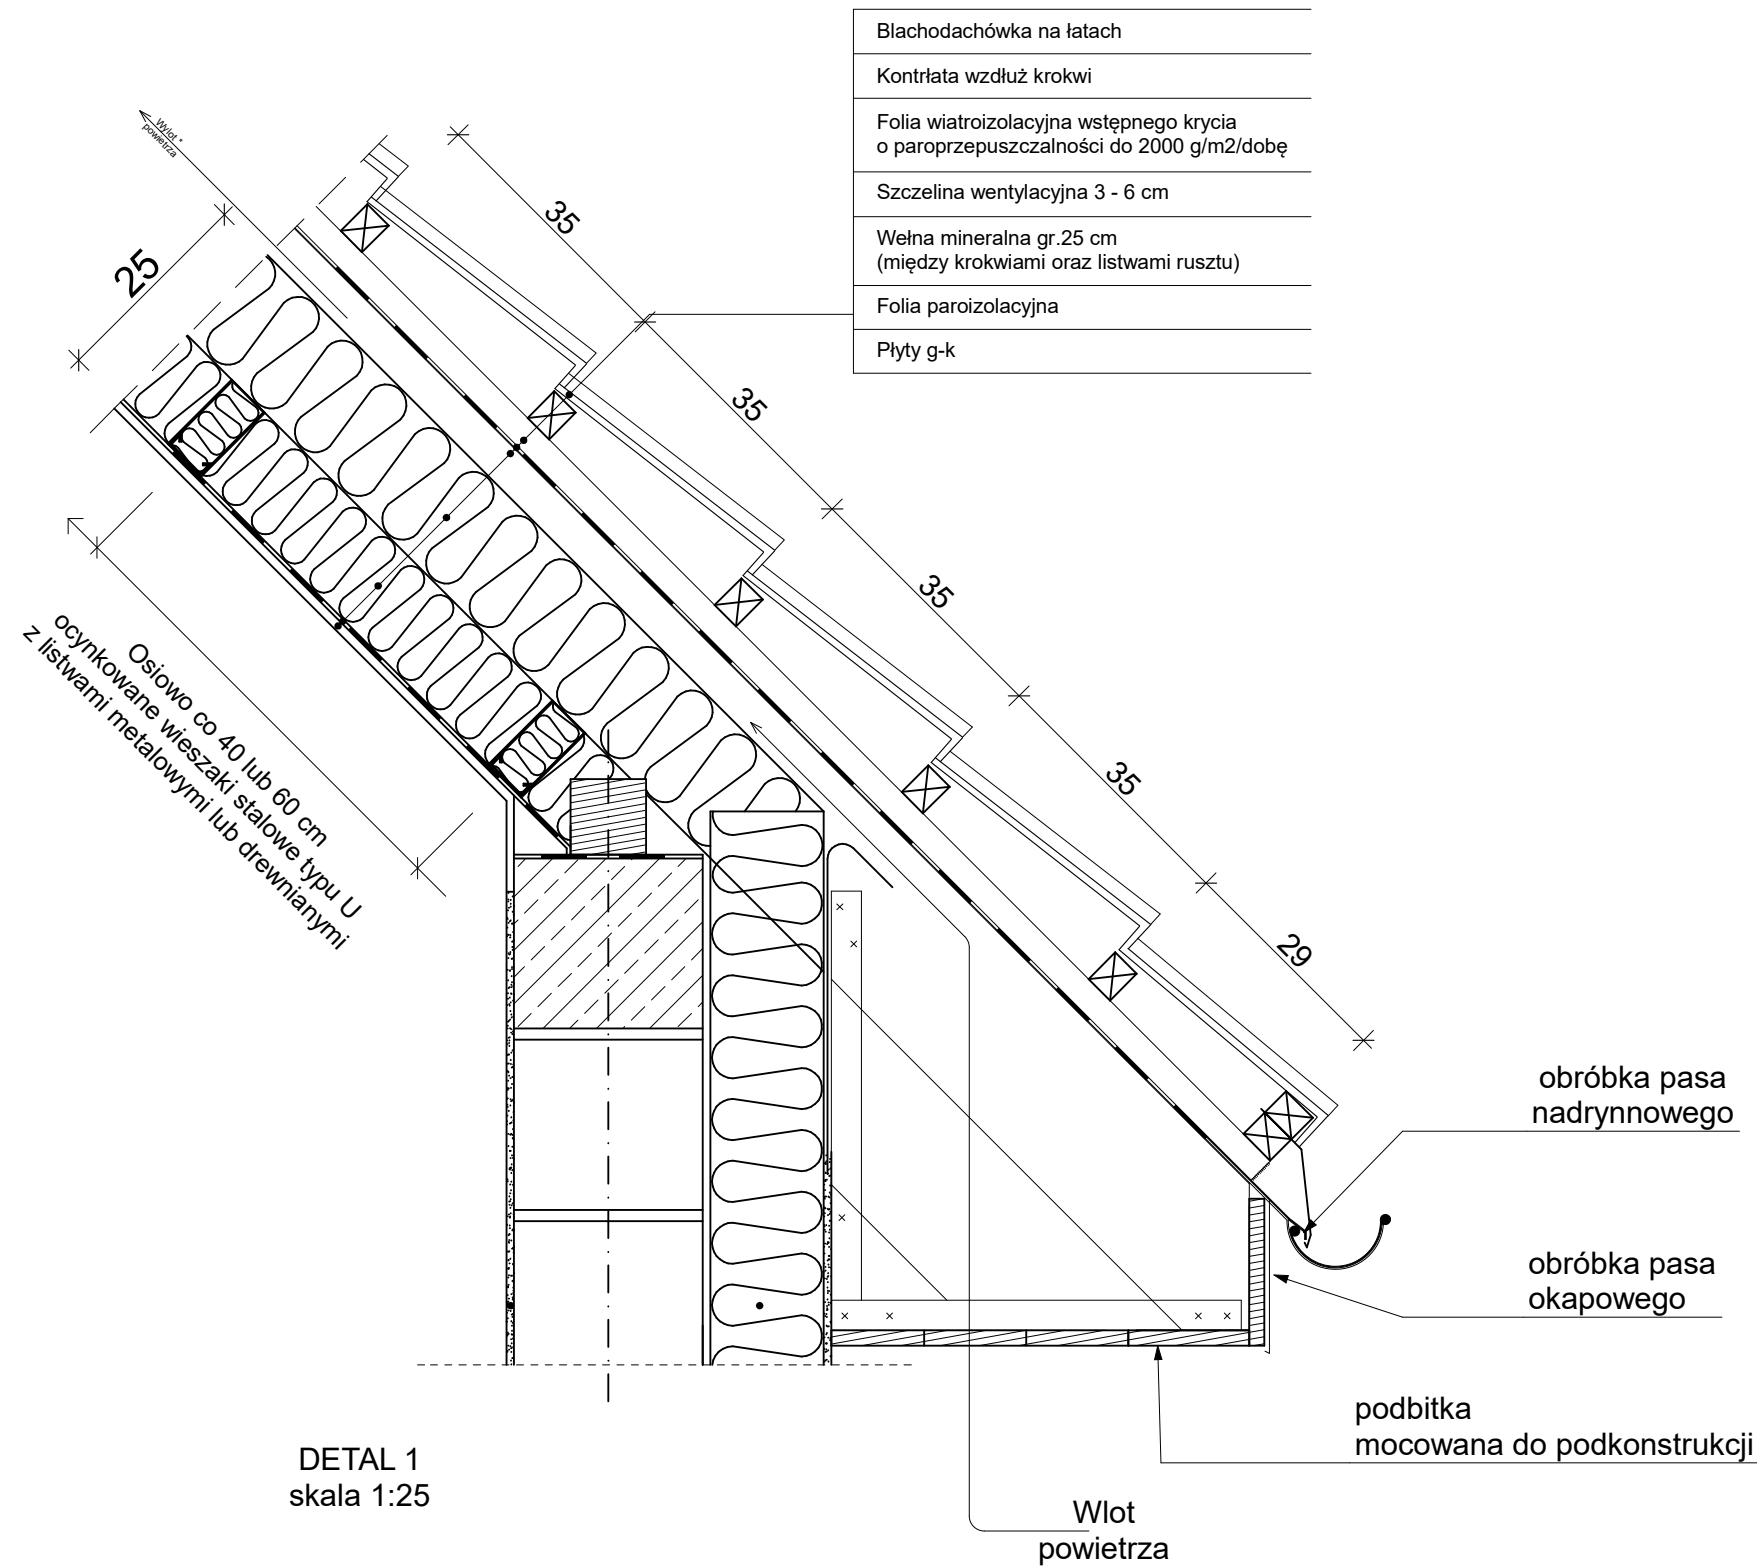 Blachodachówka na łatach
Kontrłata wzdłuż krokwi
Folia wiatroizolacyjna wstępnego krycia
o paroprzepuszczalności do 2000 g/m2/dobę
Szczelina wentylacyjna 3 - 6 cm
Wełna mineralna gr.25 cm
(między krokwiami oraz listwami rusztu)
Folia paroizolacyjna
Płyty g-k
Wylot *
powietrza
25
35
35
35
35
29
Osiowo co 40 lub 60 cm
ocynkowane wieszaki stalowe typu U
z listwami metalowymi lub drewnianymi
obróbka pasa
nadrynnowego
obróbka pasa
okapowego
podbitka
mocowana do podkonstrukcji
Wlot
powietrza
DETAL 1
skala 1:25